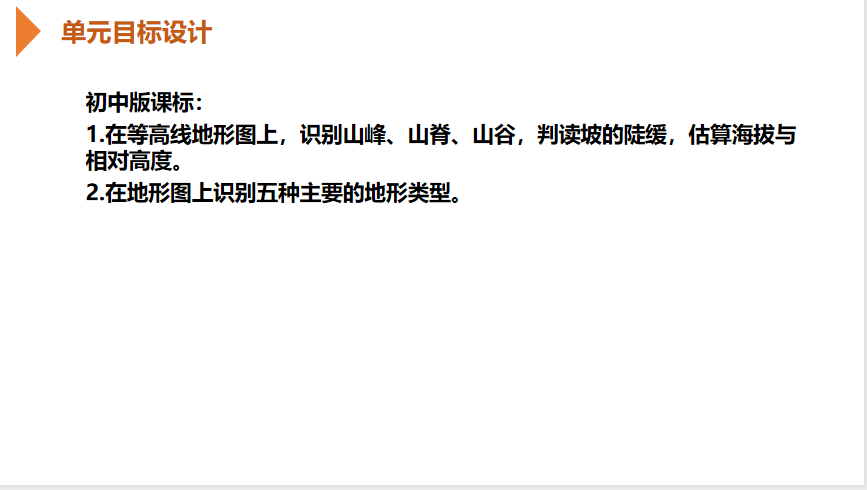 单元目标设计
初中版课标：
1.在等高线地形图上，识别山峰、山脊、山谷，判读坡的陡缓，估算海拔与
相对高度。
2.在地形图上识别五种主要的地形类型。